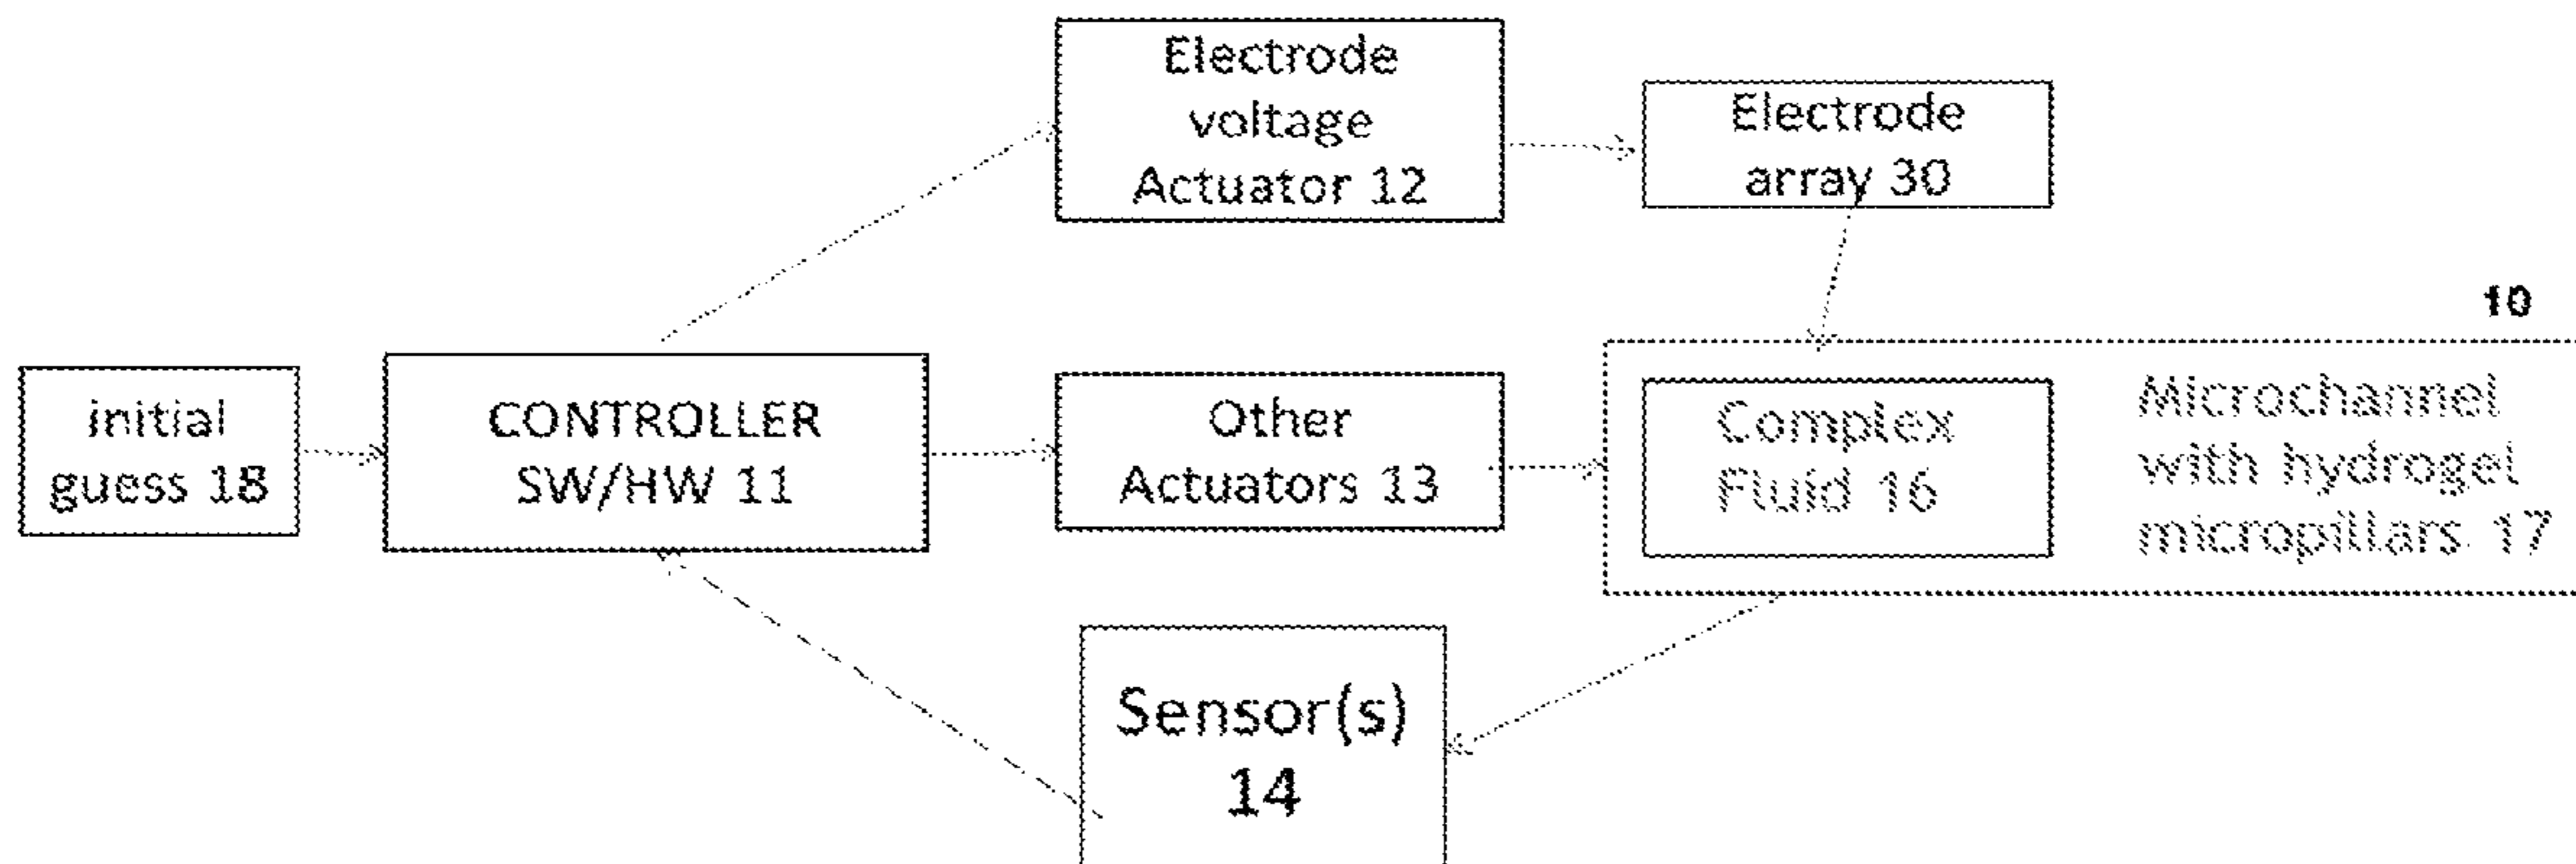 Electrode
voltage
Actuator 12
Electrode
array 30
10
initial
guess 18
CONTROLLER
SW/HW 11
Other
Actuators 13
Complex
Fluid 16
Microchannel
with hydrogel
micropillars 17
Sensor(s)
14